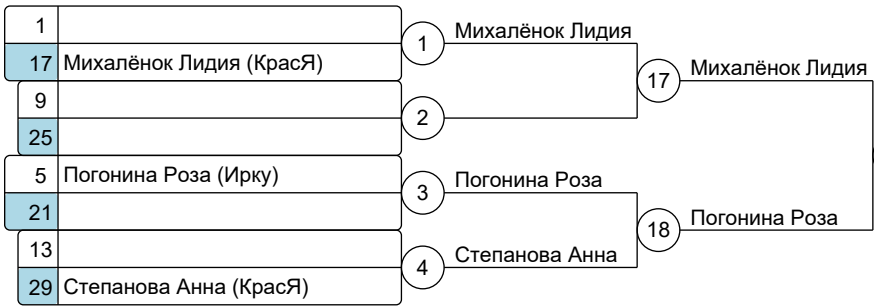 1
17 Михалёнок Лидия (КрасЯ)
1 Михалёнок Лидия
9
25
2
17 Михалёнок Лидия
5 Погонина Роза (Ирку)
21
3 Погонина Роза
13
29 Степанова Анна (КрасЯ)
4 Степанова Анна
18 Погонина Роза